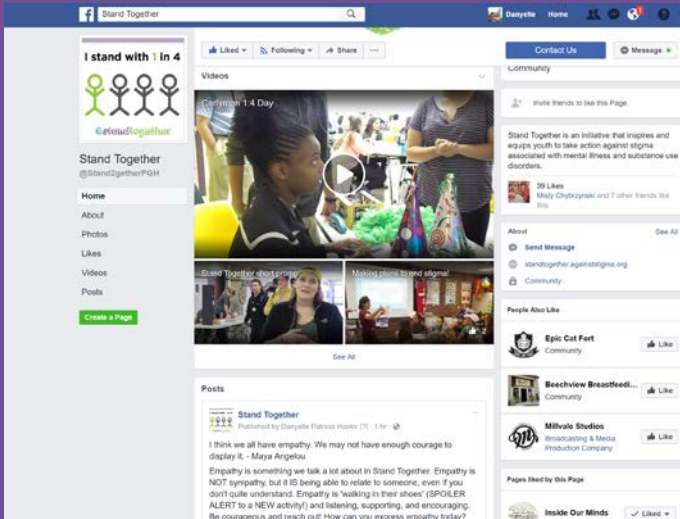 Stand Together
Danyelle
Home
I stand with 1 in 4
Stand Together
@Stand2getherPGH
Home
About
Photos
Likes
Videos
Posts
Create a Page
Liked
Following
Share
Contact Us
Message
Videos
Carlynton 1:4 Day
Stand Together short promo
Making plans to end stigma!
See All
Posts
Stand Together
Published by Danyelle Patricia Hooks [?] · 1 hr ·
I think we all have empathy. We may not have enough courage to
display it. - Maya Angelou
Empathy is something we talk a lot about in Stand Together. Empathy is
NOT sympathy, but it IS being able to relate to someone, even if you
don't quite understand. Empathy is "walking in their shoes" (SPOILER
ALERT to a NEW activity!) and listening, supporting, and encouraging.
Be courageous and reach out! How can you express empathy today?
Community
Invite friends to like this Page
Stand Together is an initiative that inspires and
equips youth to take action against stigma
associated with mental illness and substance use
disorders.
39 Likes
Misty Chybrzynski and 7 other friends like
this
About
See All
Send Message
standtogether.againststigma.org
Community
People Also Like
Epic Cat Fort
Community
Like
Beechview Breastfeedi...
Community
Like
Millvale Studios
Broadcasting & Media
Production Company
Like
Pages liked by this Page
Inside Our Minds
Liked